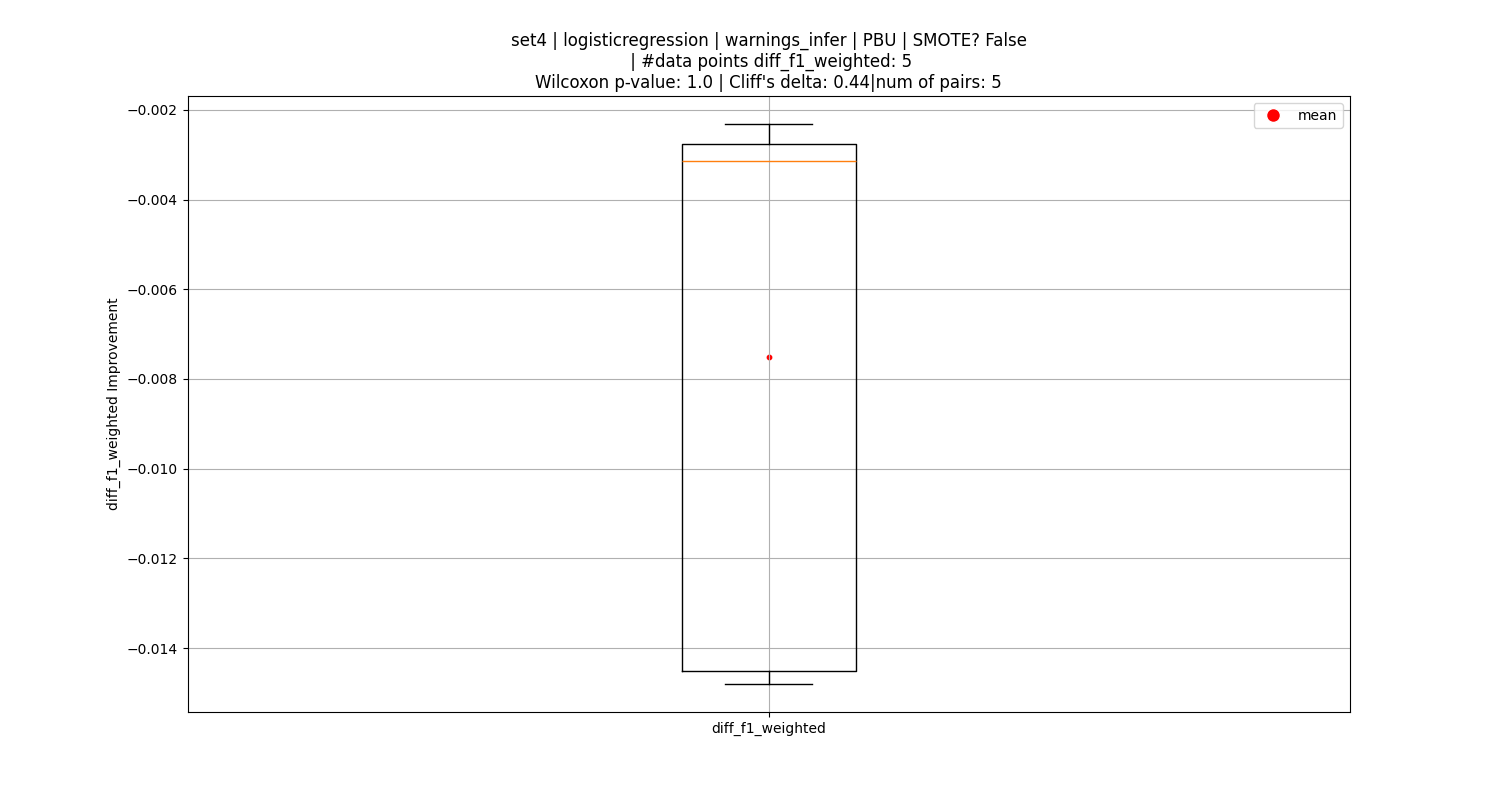 set4 | logisticregression | warnings_infer | PBU | SMOTE? False
| #data points diff_f1_weighted: 5
Wilcoxon p-value: 1.0 | Cliff's delta: 0.44|num of pairs: 5
mean
−0.002
−0.004
−0.006
−0.008
−0.010
−0.012
−0.014
diff_f1_weighted Improvement
diff_f1_weighted